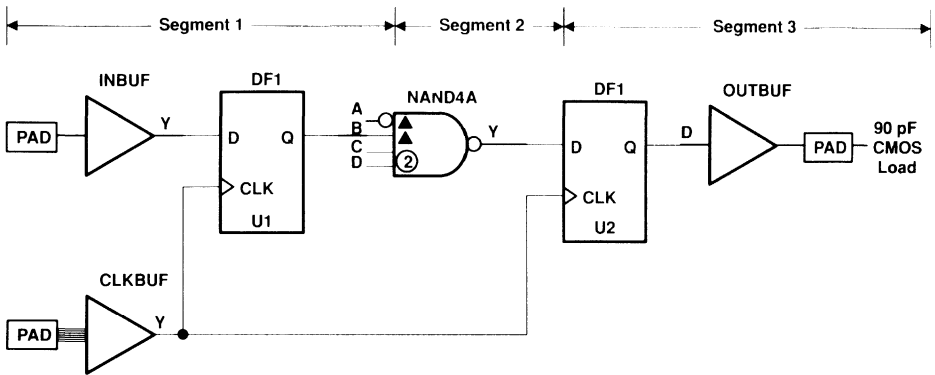 Segment 1
Segment 2
Segment 3
INBUF
DF1
NAND4A
DF1
OUTBUF
PAD
Y
D
Q
CLK
U1
A
B
C
D
2
Y
D
Q
CLK
U2
D
PAD
90 pF
CMOS
Load
CLKBUF
PAD
Y